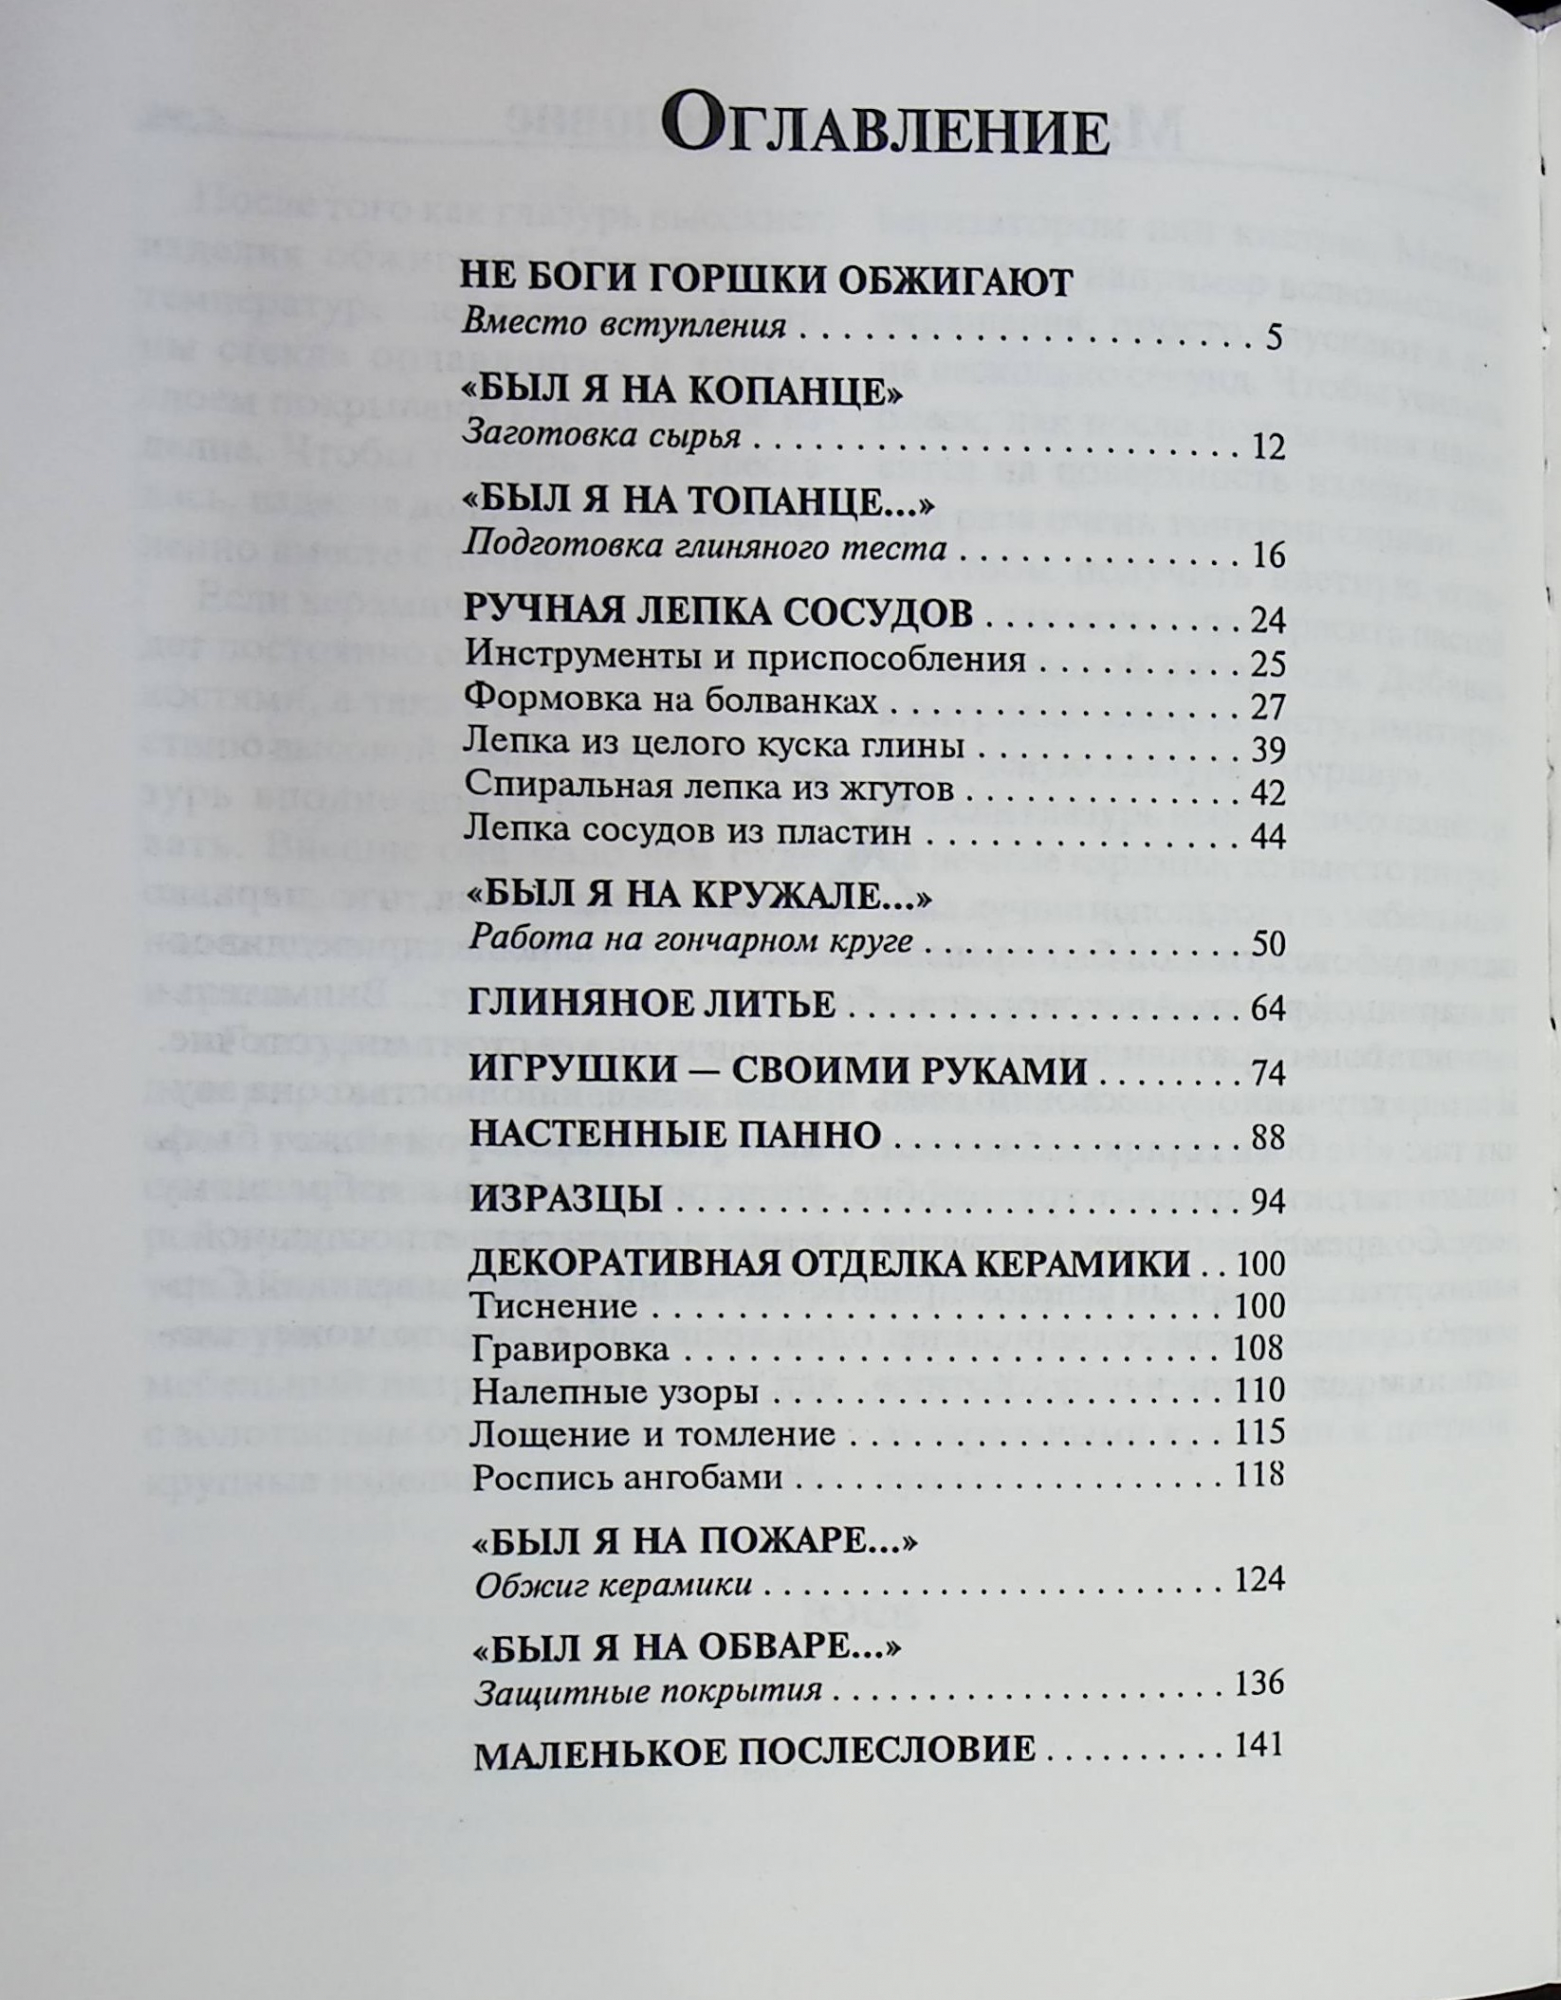 ОГЛАВЛЕНИЕ
НЕ БОГИ ГОРШКИ ОБЖИГАЮТ
Вместо вступления . . . . . . . . . . . . . . . . . . . . . . 5
«БЫЛ Я НА КОПАНЦЕ»
Заготовка сырья . . . . . . . . . . . . . . . . . . . . . . . 12
«БЫЛ Я НА ТОПАНЦЕ...»
Подготовка глиняного теста . . . . . . . . . . . . . 16
РУЧНАЯ ЛЕПКА СОСУДОВ . . . . . . . . . . . . 24
Инструменты и приспособления . . . . . . . . . . 25
Формовка на болванках . . . . . . . . . . . . . . . . . 27
Лепка из целого куска глины . . . . . . . . . . . . 39
Спиральная лепка из жгутов . . . . . . . . . . . . . 42
Лепка сосудов из пластин . . . . . . . . . . . . . . . 44
«БЫЛ Я НА КРУЖАЛЕ...»
Работа на гончарном круге . . . . . . . . . . . . . . 50
ГЛИНЯНОЕ ЛИТЬЕ . . . . . . . . . . . . . . . . . . 64
ИГРУШКИ — СВОИМИ РУКАМИ . . . . . . . 74
НАСТЕННЫЕ ПАННО . . . . . . . . . . . . . . . . 88
ИЗРАЗЦЫ . . . . . . . . . . . . . . . . . . . . . . . . . . 94
ДЕКОРАТИВНАЯ ОТДЕЛКА КЕРАМИКИ . . 100
Тиснение . . . . . . . . . . . . . . . . . . . . . . . . . . . 100
Гравировка . . . . . . . . . . . . . . . . . . . . . . . . . 108
Налепные узоры . . . . . . . . . . . . . . . . . . . . . 110
Лощение и томление . . . . . . . . . . . . . . . . . . 115
Роспись ангобами . . . . . . . . . . . . . . . . . . . . 118
«БЫЛ Я НА ПОЖАРЕ...»
Обжиг керамики . . . . . . . . . . . . . . . . . . . . . . 124
«БЫЛ Я НА ОБВАРЕ...»
Защитные покрытия . . . . . . . . . . . . . . . . . . . 136
МАЛЕНЬКОЕ ПОСЛЕСЛОВИЕ . . . . . . . . . . 141